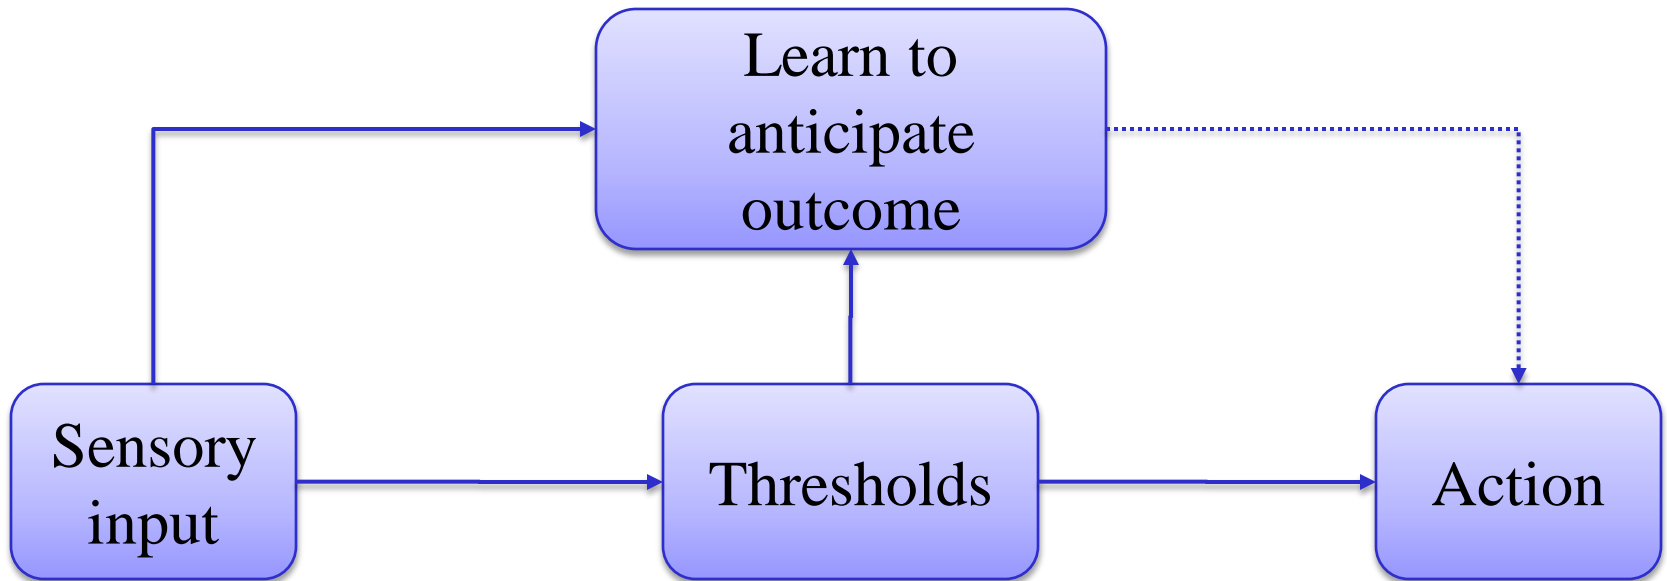 Learn to
anticipate
outcome
Sensory
input
Thresholds
Action